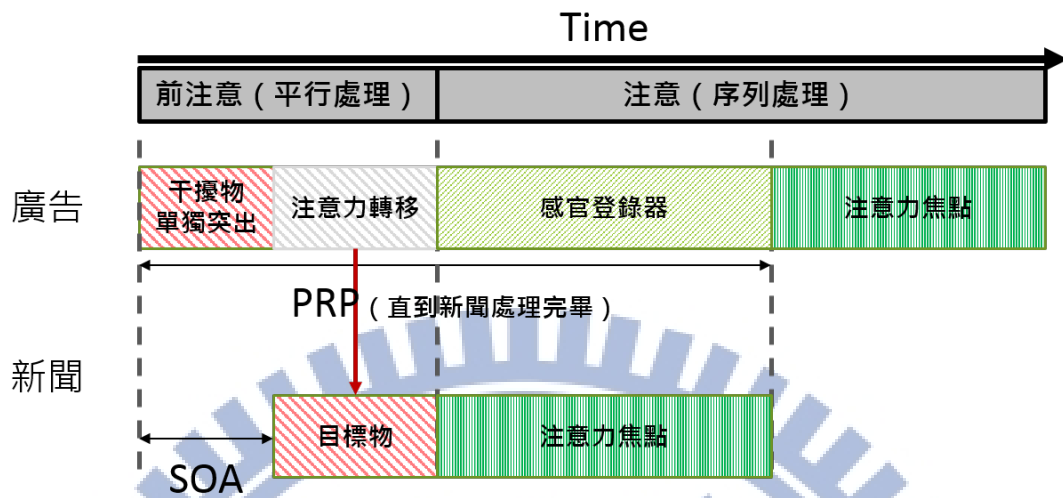 Time
前注意（平行處理）
注意（序列處理）
廣告
干擾物
單獨突出
注意力轉移
感官登錄器
注意力焦點
PRP（直到新聞處理完畢）
新聞
目標物
注意力焦點
SOA